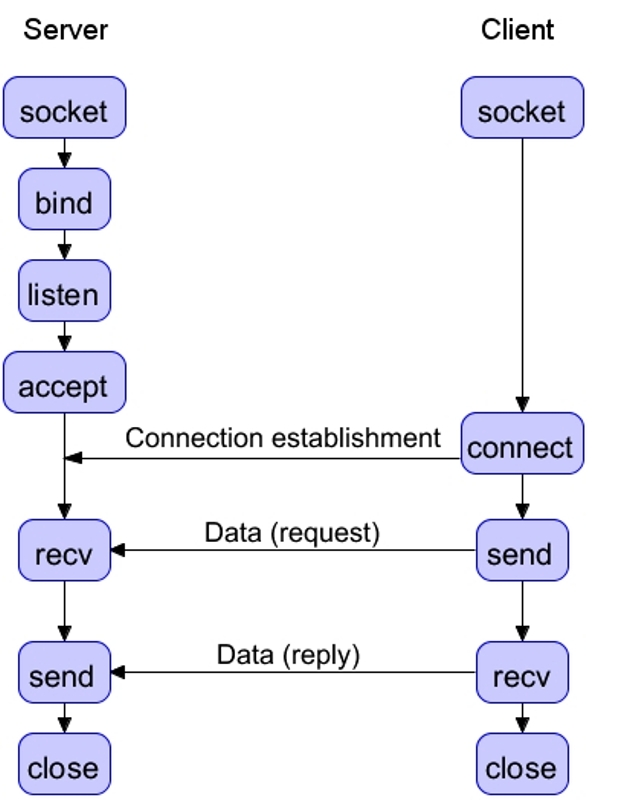 Server
Client
socket
socket
bind
listen
accept
Connection establishment
connect
Data (request)
recv
send
Data (reply)
send
recv
close
close